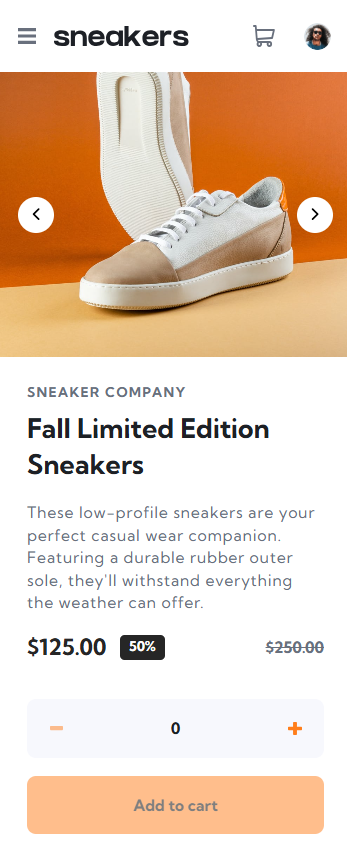 sneakers
SNEAKER COMPANY
Fall Limited Edition
Sneakers
These low-profile sneakers are your
perfect casual wear companion.
Featuring a durable rubber outer
sole, they'll withstand everything
the weather can offer.
$125.00 50% $250.00
0
Add to cart